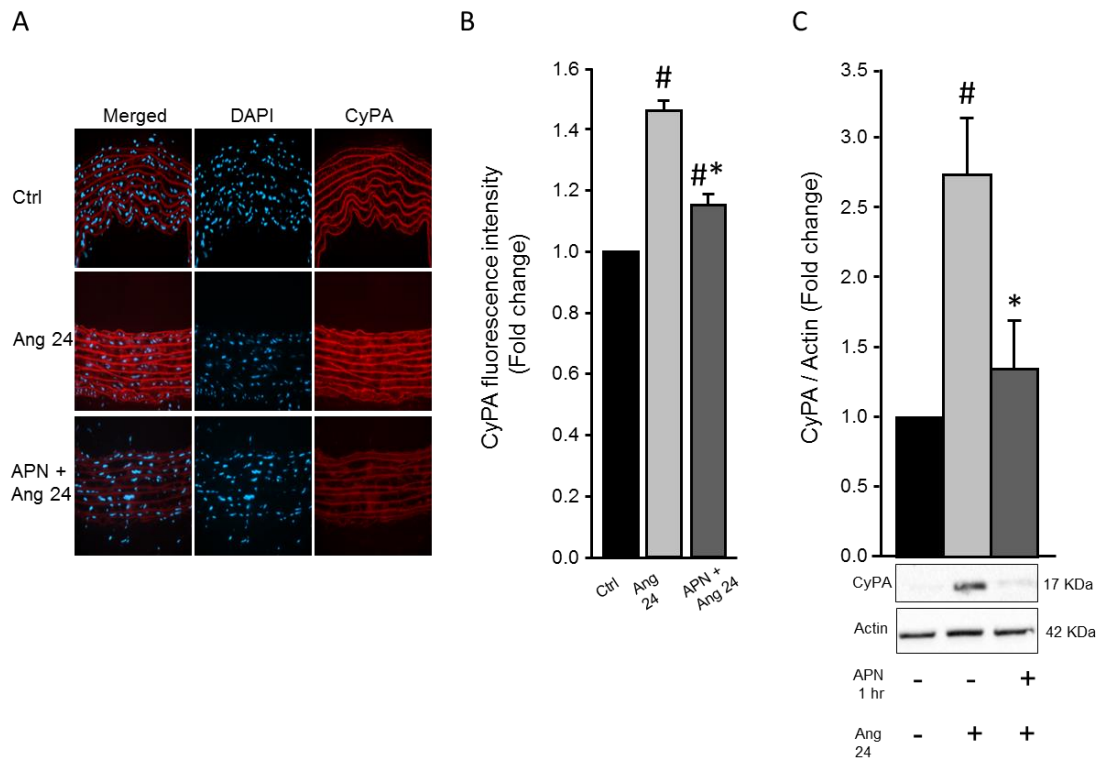 A
Merged DAPI CyPA
Ctrl
Ang 24
APN +
Ang 24
B
CyPA fluorescence intensity
(Fold change)
1.6
1.4
1.2
1.0
0.8
0.6
0.4
0.2
0.0
#
#*
Ctrl
Ang
24
APN +
Ang 24
C
CyPA / Actin (Fold change)
3.5
3.0
2.5
2.0
1.5
1.0
0.5
0.0
#
*
CyPA 17 KDa
Actin 42 KDa
APN
1 hr
- - +
Ang
24
- + +